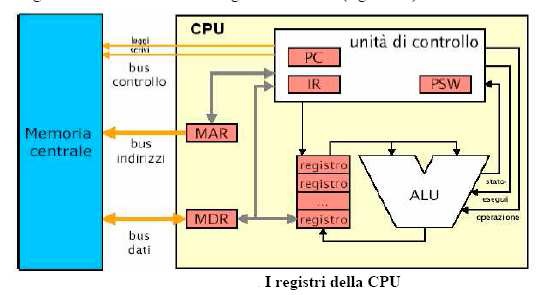 CPU
leggi
scrivi
bus
controllo
unità di controllo
PC
IR
PSW
Memoria
centrale
MAR
bus
indirizzi
registro
registro
...
registro
ALU
stato
esegui
operazione
MDR
bus
dati
I registri della CPU